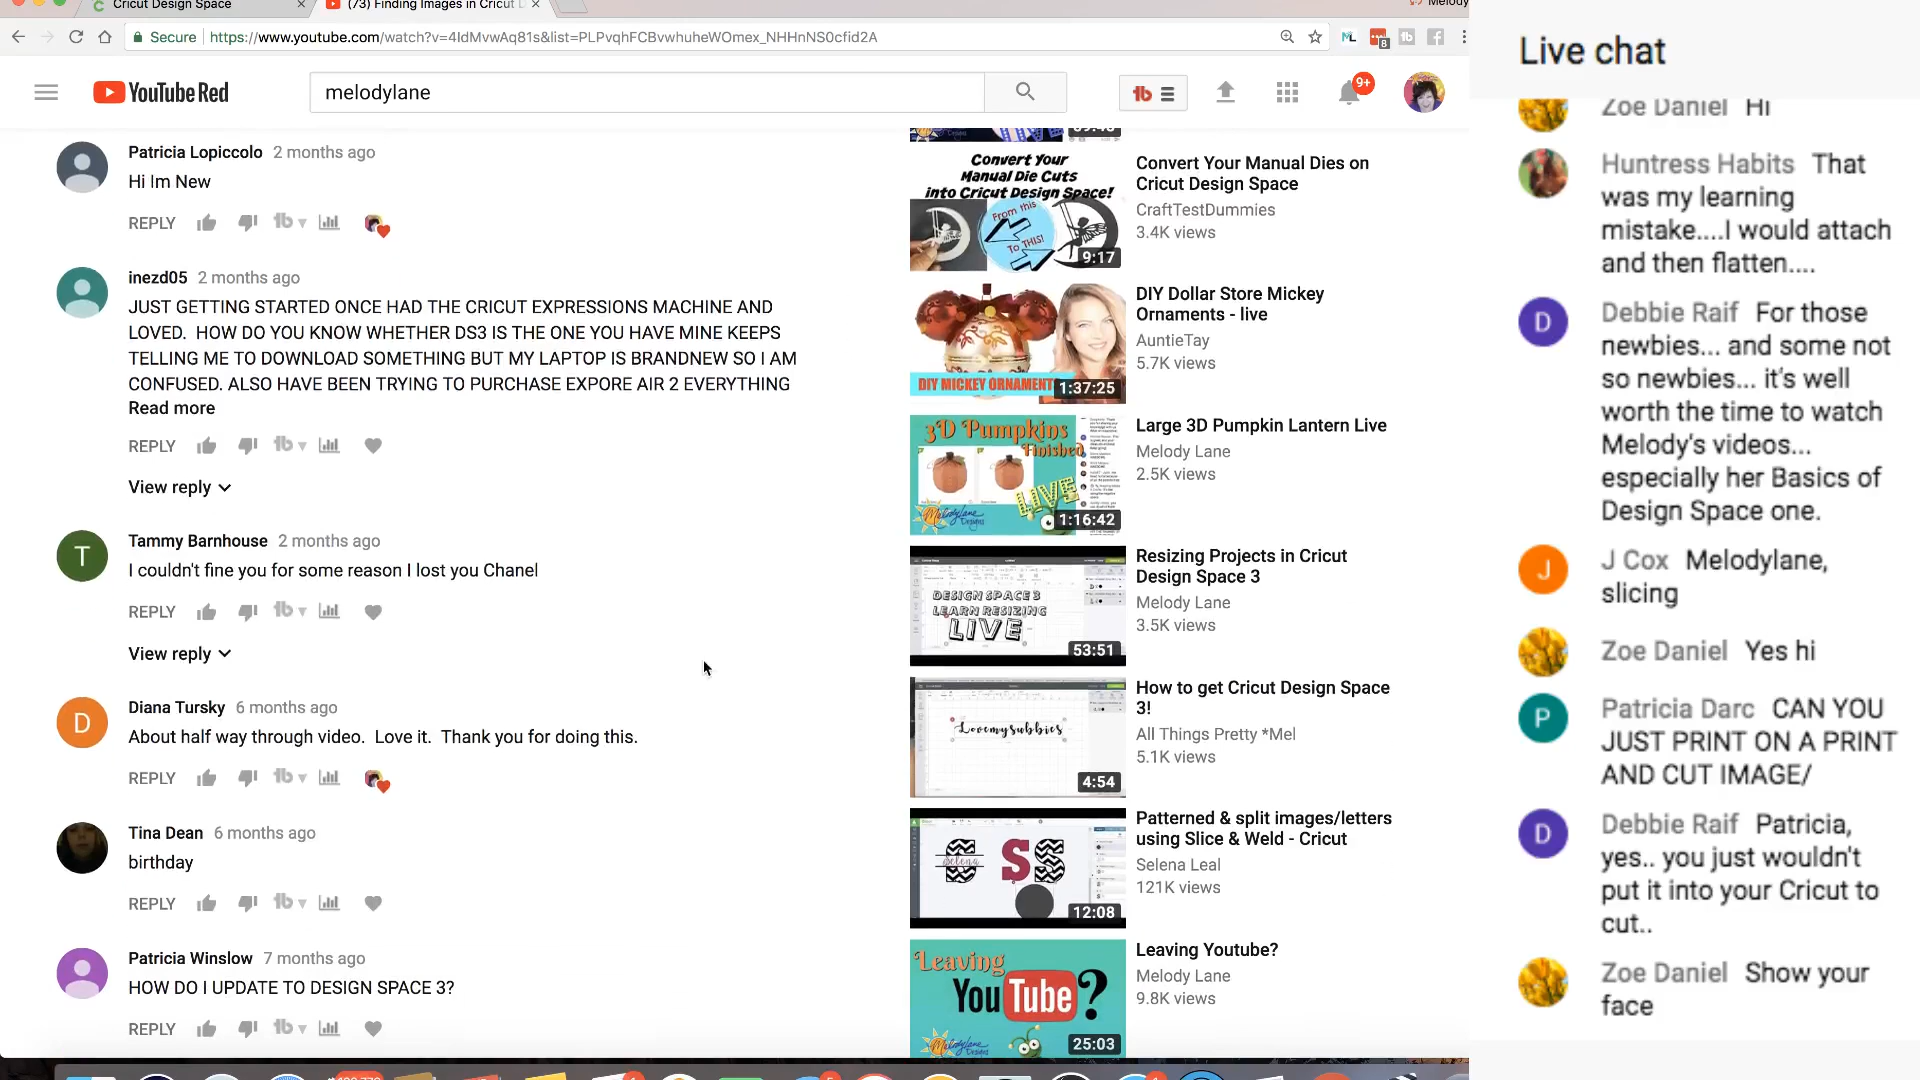 Cricut Design Space
(73) Finding Images in Cricut D
Melody
Secure
https://www.youtube.com/watch?v=4IdMvwAq81s&list=PLPvqhFCBvwhuheWOmex_NHHnNS0cfid2A
YouTube Red
melodylane
9+
Patricia Lopiccolo 2 months ago
Hi Im New
REPLY
inezd05 2 months ago
JUST GETTING STARTED ONCE HAD THE CRICUT EXPRESSIONS MACHINE AND
LOVED. HOW DO YOU KNOW WHETHER DS3 IS THE ONE YOU HAVE MINE KEEPS
TELLING ME TO DOWNLOAD SOMETHING BUT MY LAPTOP IS BRANDNEW SO I AM
CONFUSED. ALSO HAVE BEEN TRYING TO PURCHASE EXPORE AIR 2 EVERYTHING
Read more
REPLY
View reply
Tammy Barnhouse 2 months ago
I couldn't fine you for some reason I lost you Chanel
REPLY
View reply
Diana Tursky 6 months ago
About half way through video. Love it. Thank you for doing this.
REPLY
Tina Dean 6 months ago
birthday
REPLY
Patricia Winslow 7 months ago
HOW DO I UPDATE TO DESIGN SPACE 3?
REPLY
Convert Your
Manual Die Cuts
into Cricut Design Space!
From this
To THIS!
9:17
Convert Your Manual Dies on
Cricut Design Space
CraftTestDummies
3.4K views
DIY MICKEY ORNAMENT
1:37:25
DIY Dollar Store Mickey
Ornaments - live
AuntieTay
5.7K views
3D Pumpkins
Finished
LIVE
MelodyLane
Designs
1:16:42
Large 3D Pumpkin Lantern Live
Melody Lane
2.5K views
DESIGN SPACE 3
LEARN RESIZING
LIVE
53:51
Resizing Projects in Cricut
Design Space 3
Melody Lane
3.5K views
Lovemysubbies
4:54
How to get Cricut Design Space
3!
All Things Pretty *Mel
5.1K views
Selena
S S
12:08
Patterned & split images/letters
using Slice & Weld - Cricut
Selena Leal
121K views
Leaving
YouTube?
MelodyLane
25:03
Leaving Youtube?
Melody Lane
9.8K views
Live chat
Zoe Daniel Hi
Huntress Habits That
was my learning
mistake....I would attach
and then flatten....
Debbie Raif For those
newbies... and some not
so newbies... it's well
worth the time to watch
Melody's videos...
especially her Basics of
Design Space one.
J Cox Melodylane,
slicing
Zoe Daniel Yes hi
Patricia Darc CAN YOU
JUST PRINT ON A PRINT
AND CUT IMAGE/
Debbie Raif Patricia,
yes.. you just wouldn't
put it into your Cricut to
cut..
Zoe Daniel Show your
face